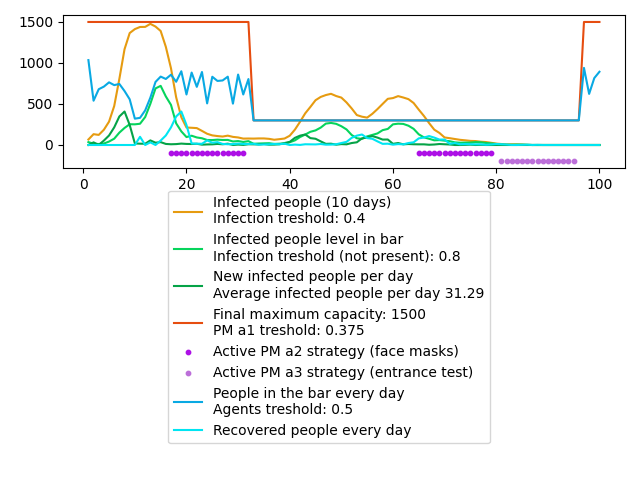 1500
1000
500
0
0 20 40 60 80 100
Infected people (10 days)
Infection treshold: 0.4
Infected people level in bar
Infection treshold (not present): 0.8
New infected people per day
Average infected people per day 31.29
Final maximum capacity: 1500
PM a1 treshold: 0.375
Active PM a2 strategy (face masks)
Active PM a3 strategy (entrance test)
People in the bar every day
Agents treshold: 0.5
Recovered people every day